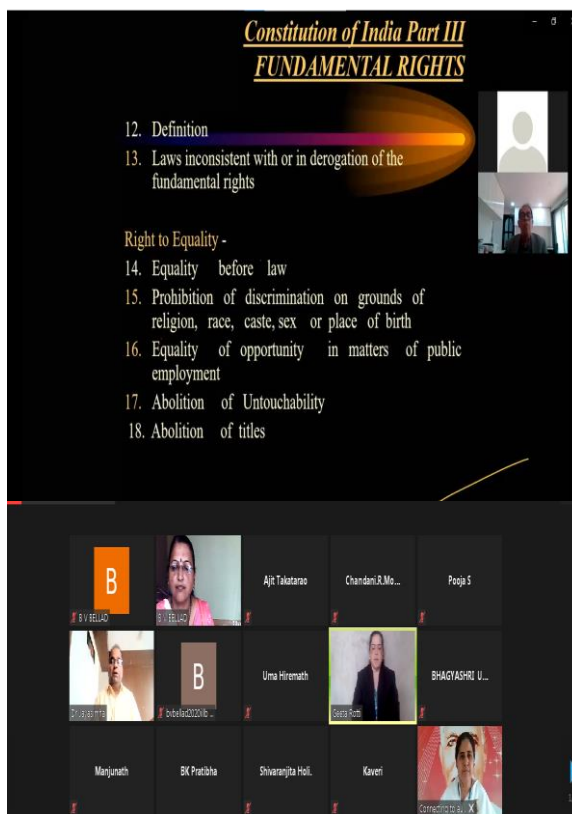 Constitution of India Part III
FUNDAMENTAL RIGHTS
12. Definition
13. Laws inconsistent with or in derogation of the
fundamental rights
Right to Equality -
14. Equality before law
15. Prohibition of discrimination on grounds of
religion, race, caste, sex or place of birth
16. Equality of opportunity in matters of public
employment
17. Abolition of Untouchability
18. Abolition of titles
B
B V BELLAD
B V BELLAD
Ajit Takatarao
Chandani.R.Mo...
Pooja S
B
bvbellad2020llb ...
Uma Hiremath
Geeta Rotti
BHAGYASHRI U...
Manjunath
BK Pratibha
Shivaranjita Holi.
Kaveri
Connecting to au...